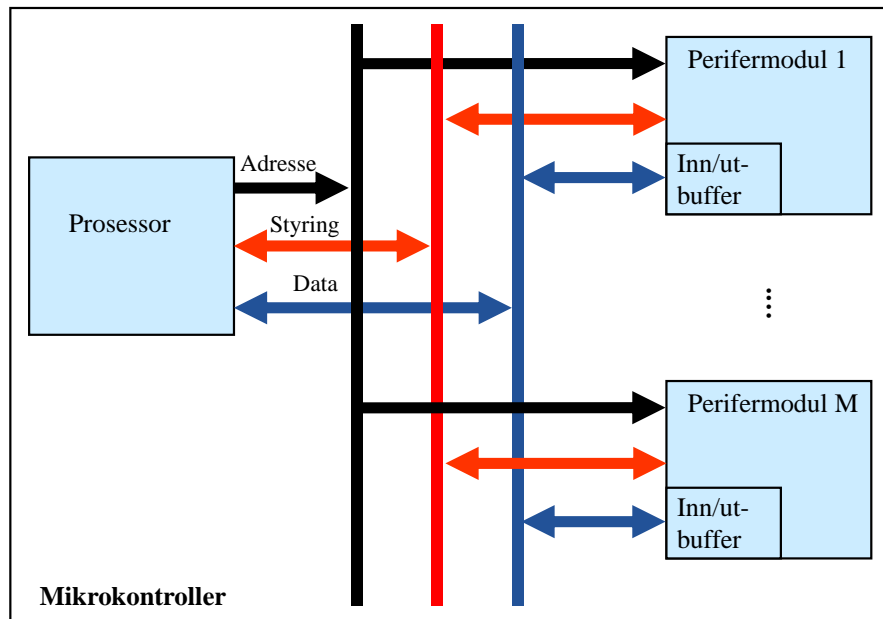 Perifermodul 1
Inn/ut-
buffer
Adresse
Prosessor
Styring
Data
Perifermodul M
Inn/ut-
buffer
Mikrokontroller